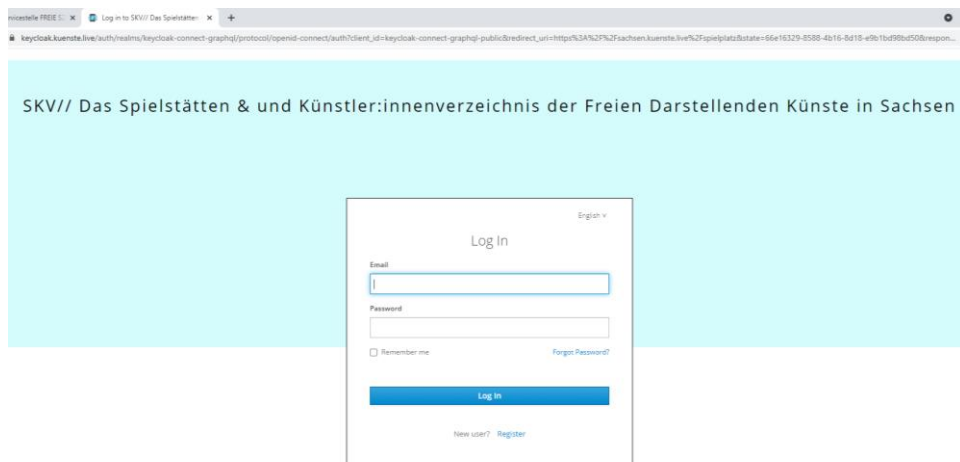 rvicestelle FREIE S
Log in to SKV// Das Spielstätten
keycloak.kuenste.live/auth/realms/keycloak-connect-graphql/protocol/openid-connect/auth?client_id=keycloak-connect-graphql-public&redirect_uri=https%3A%2F%2Fsachsen.kuenste.live%2Fspielplatz&state=66e16329-8588-4b16-8d18-e9b1bd98bd50&respon...
SKV// Das Spielstätten & und Künstler:innenverzeichnis der Freien Darstellenden Künste in Sachsen
English
Log In
Email
Password
Remember me Forgot Password?
Log In
New user? Register